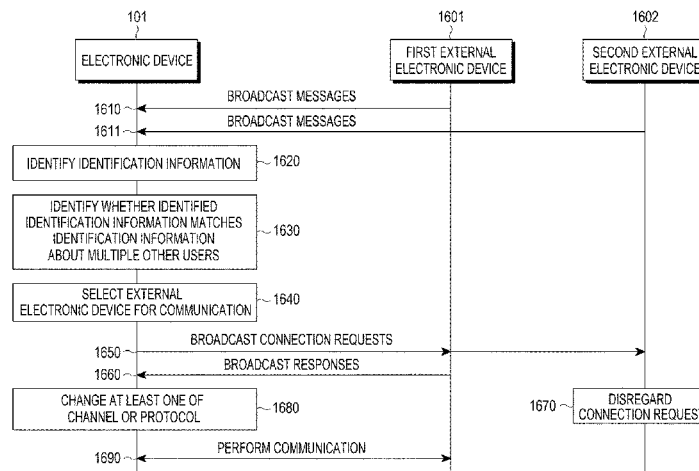 101
1601
1602
ELECTRONIC DEVICE
FIRST EXTERNAL
ELECTRONIC DEVICE
SECOND EXTERNAL
ELECTRONIC DEVICE
BROADCAST MESSAGES
1610
BROADCAST MESSAGES
1611
IDENTIFY IDENTIFICATION INFORMATION
1620
IDENTIFY WHETHER IDENTIFIED
IDENTIFICATION INFORMATION MATCHES
IDENTIFICATION INFORMATION
ABOUT MULTIPLE OTHER USERS
1630
SELECT EXTERNAL
ELECTRONIC DEVICE FOR COMMUNICATION
1640
BROADCAST CONNECTION REQUESTS
1650
BROADCAST RESPONSES
1660
CHANGE AT LEAST ONE OF
CHANNEL OR PROTOCOL
1680
1670
DISREGARD
CONNECTION REQUEST
PERFORM COMMUNICATION
1690